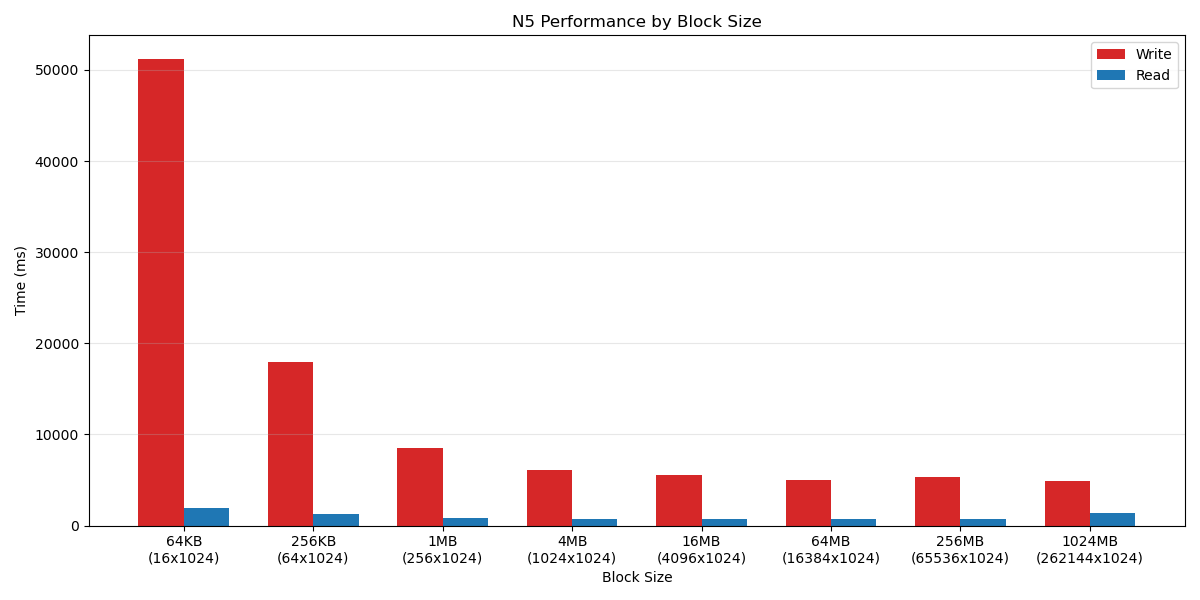 N5 Performance by Block Size
Write
Read
Time (ms)
50000
40000
30000
20000
10000
0
64KB
(16x1024)
256KB
(64x1024)
1MB
(256x1024)
4MB
(1024x1024)
16MB
(4096x1024)
64MB
(16384x1024)
256MB
(65536x1024)
1024MB
(262144x1024)
Block Size